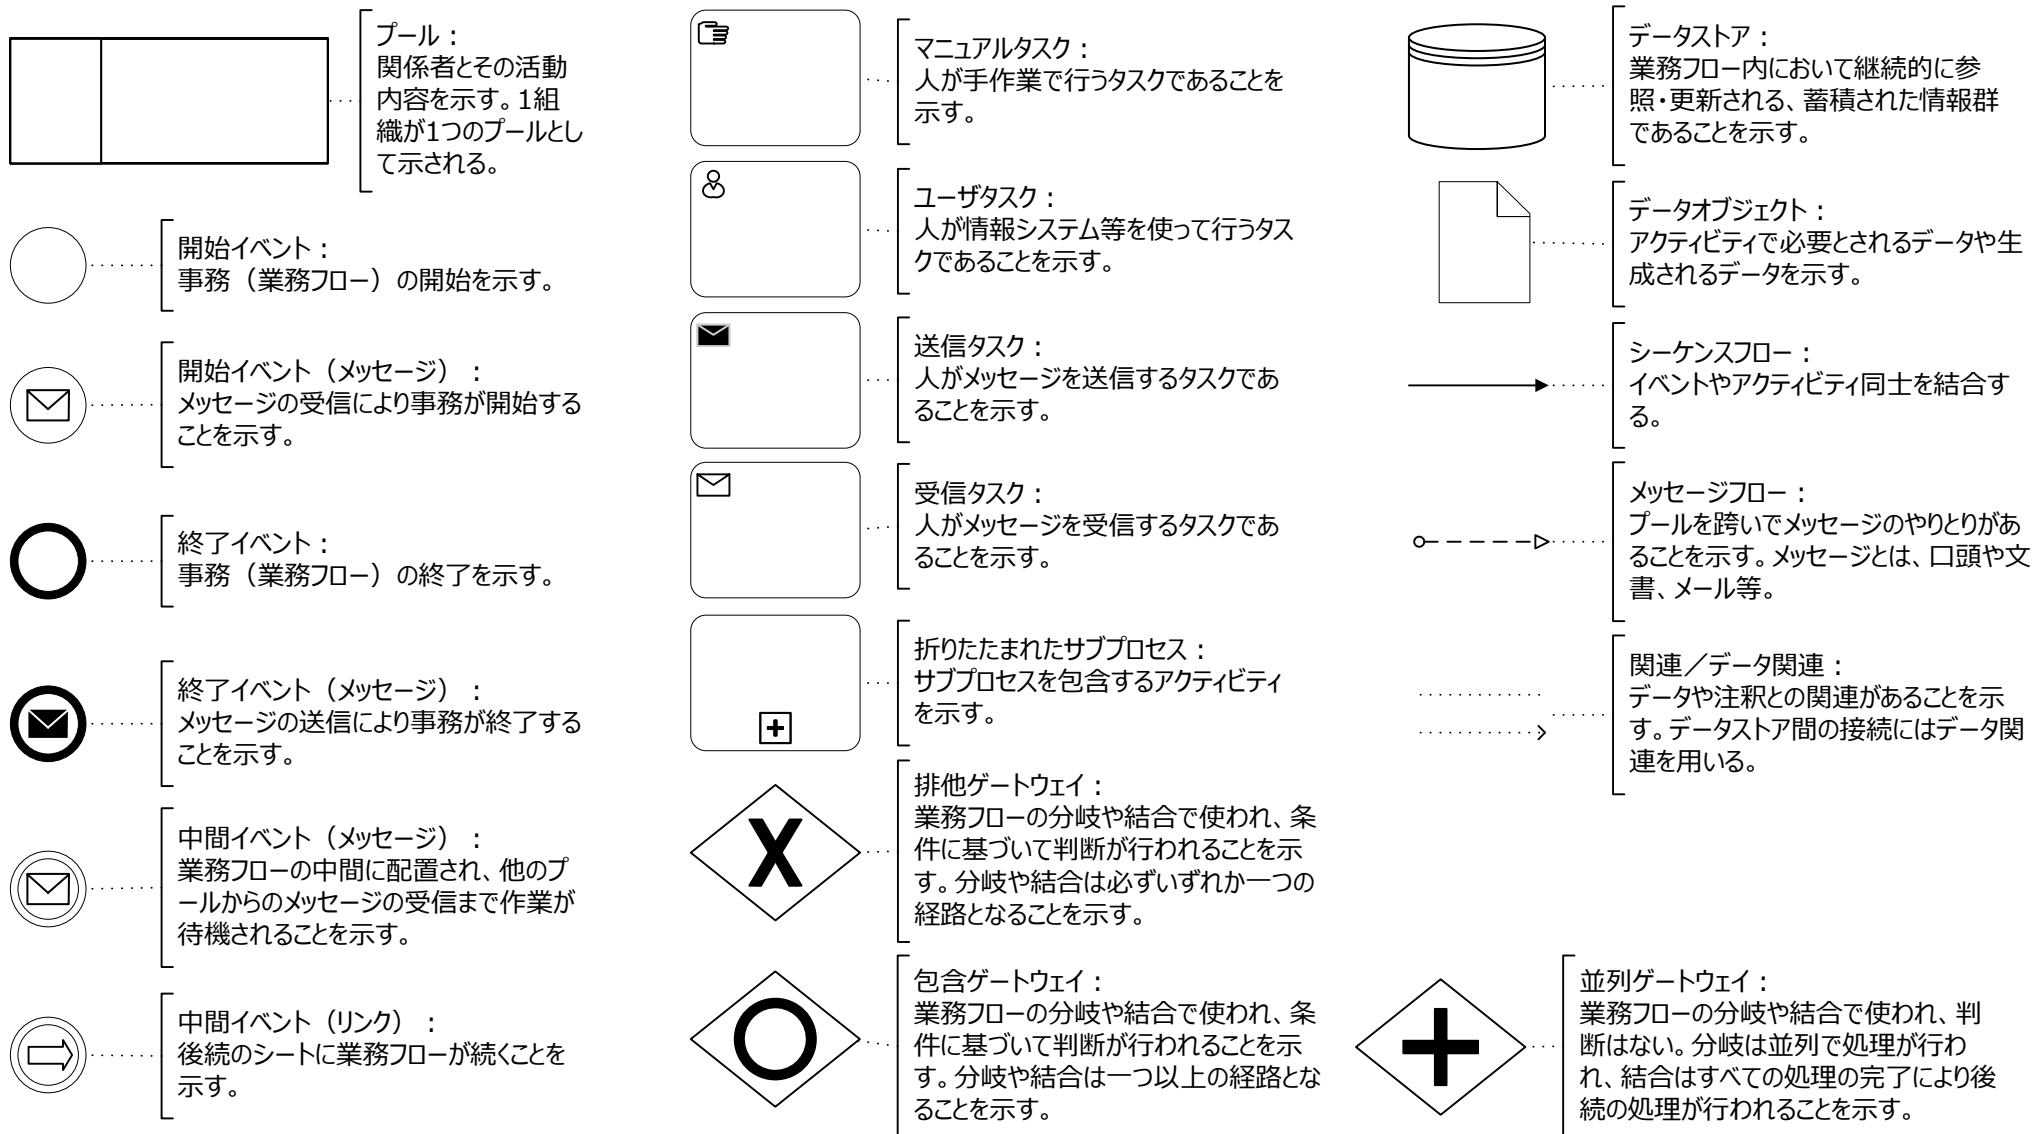 プール：
関係者とその活動
内容を示す。1組
織が1つのプールとし
て示される。
開始イベント：
事務（業務フロー）の開始を示す。
開始イベント（メッセージ）：
メッセージの受信により事務が開始する
ことを示す。
終了イベント：
事務（業務フロー）の終了を示す。
終了イベント（メッセージ）：
メッセージの送信により事務が終了する
ことを示す。
中間イベント（メッセージ）：
業務フローの中間に配置され、他のプ
ールからのメッセージの受信まで作業が
待機されることを示す。
中間イベント（リンク）：
後続のシートに業務フローが続くことを
示す。
マニュアルタスク：
人が手作業で行うタスクであることを
示す。
ユーザタスク：
人が情報システム等を使って行うタス
クであることを示す。
送信タスク：
人がメッセージを送信するタスクであ
ることを示す。
受信タスク：
人がメッセージを受信するタスクであ
ることを示す。
折りたたまれたサブプロセス：
サブプロセスを包含するアクティビティ
を示す。
排他ゲートウェイ：
業務フローの分岐や結合で使われ、条
件に基づいて判断が行われることを示
す。分岐や結合は必ずいずれか一つの
経路となることを示す。
包含ゲートウェイ：
業務フローの分岐や結合で使われ、条
件に基づいて判断が行われることを示
す。分岐や結合は一つ以上の経路とな
ることを示す。
データストア：
業務フロー内において継続的に参
照・更新される、蓄積された情報群
であることを示す。
データオブジェクト：
アクティビティで必要とされるデータや生
成されるデータを示す。
シーケンスフロー：
イベントやアクティビティ同士を結合す
る。
メッセージフロー：
プールを跨いでメッセージのやりとりがあ
ることを示す。メッセージとは、口頭や文
書、メール等。
関連／データ関連：
データや注釈との関連があることを示
す。データストア間の接続にはデータ関
連を用いる。
並列ゲートウェイ：
業務フローの分岐や結合で使われ、判
断はない。分岐は並列で処理が行わ
れ、結合はすべての処理の完了により後
続の処理が行われることを示す。